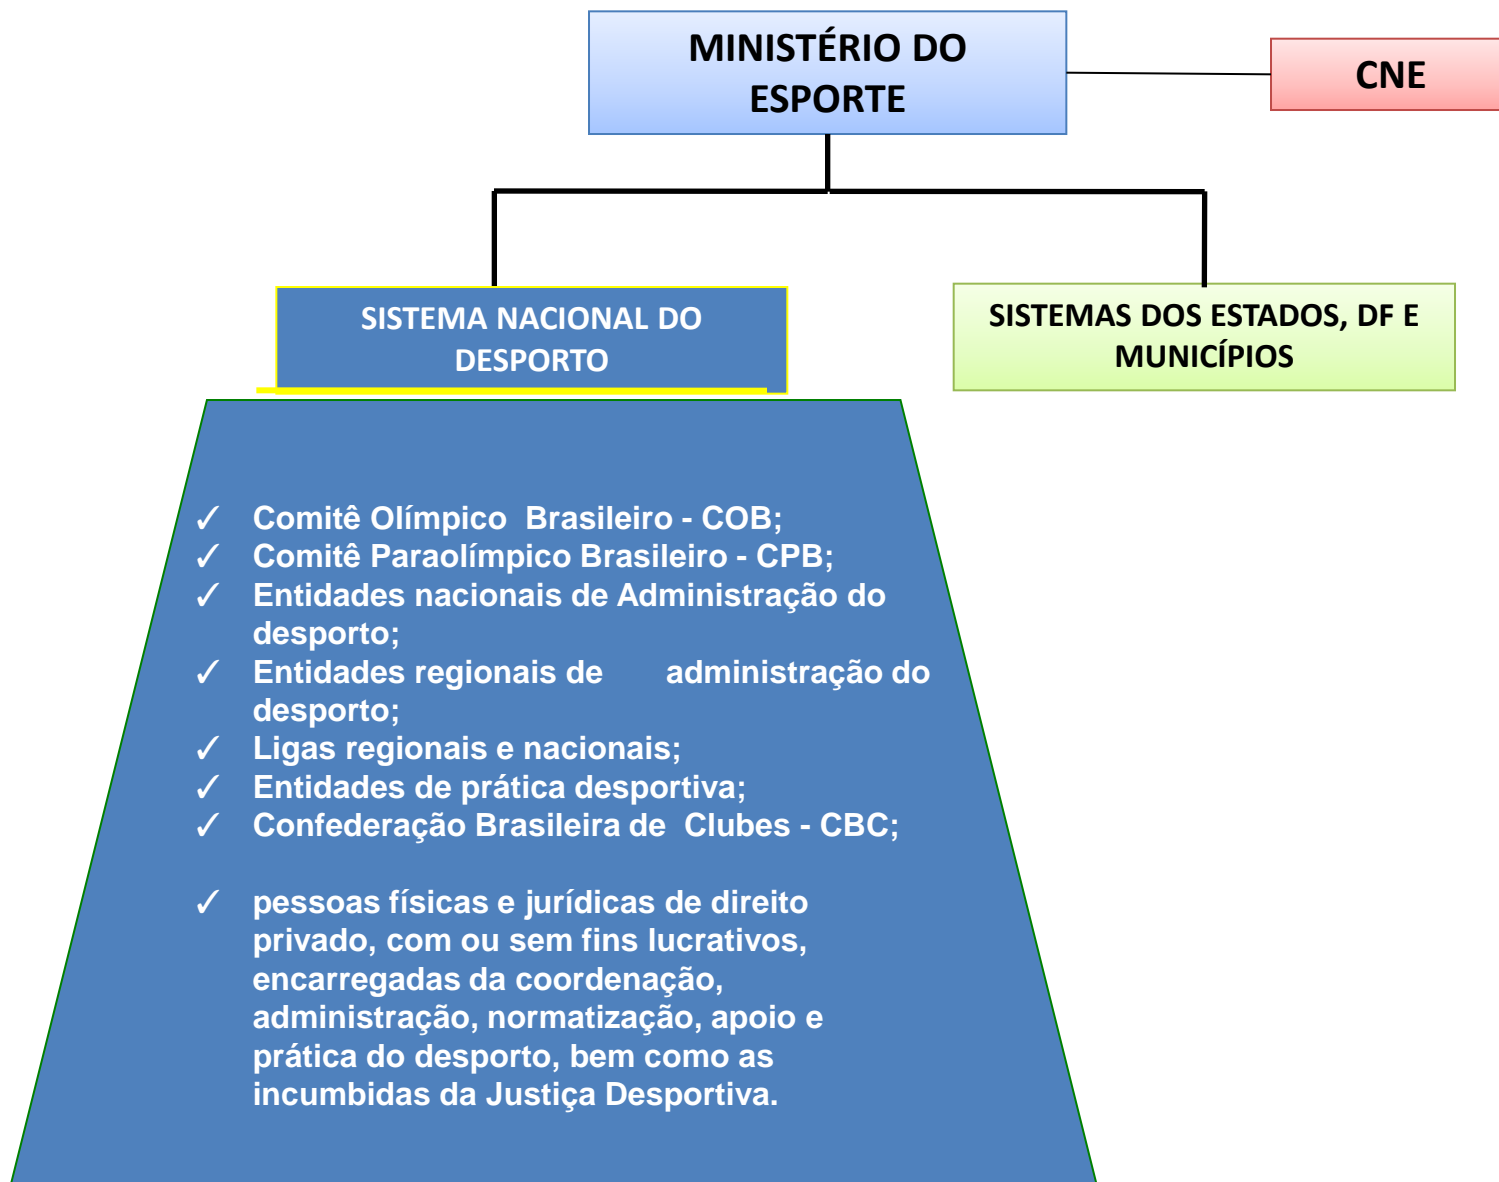 MINISTÉRIO DO
ESPORTE
CNE
SISTEMA NACIONAL DO
DESPORTO
SISTEMAS DOS ESTADOS, DF E
MUNICÍPIOS
✓ Comitê Olímpico Brasileiro - COB;
✓ Comitê Paraolímpico Brasileiro - CPB;
✓ Entidades nacionais de Administração do
desporto;
✓ Entidades regionais de administração do
desporto;
✓ Ligas regionais e nacionais;
✓ Entidades de prática desportiva;
✓ Confederação Brasileira de Clubes - CBC;
✓ pessoas físicas e jurídicas de direito
privado, com ou sem fins lucrativos,
encarregadas da coordenação,
administração, normatização, apoio e
prática do desporto, bem como as
incumbidas da Justiça Desportiva.